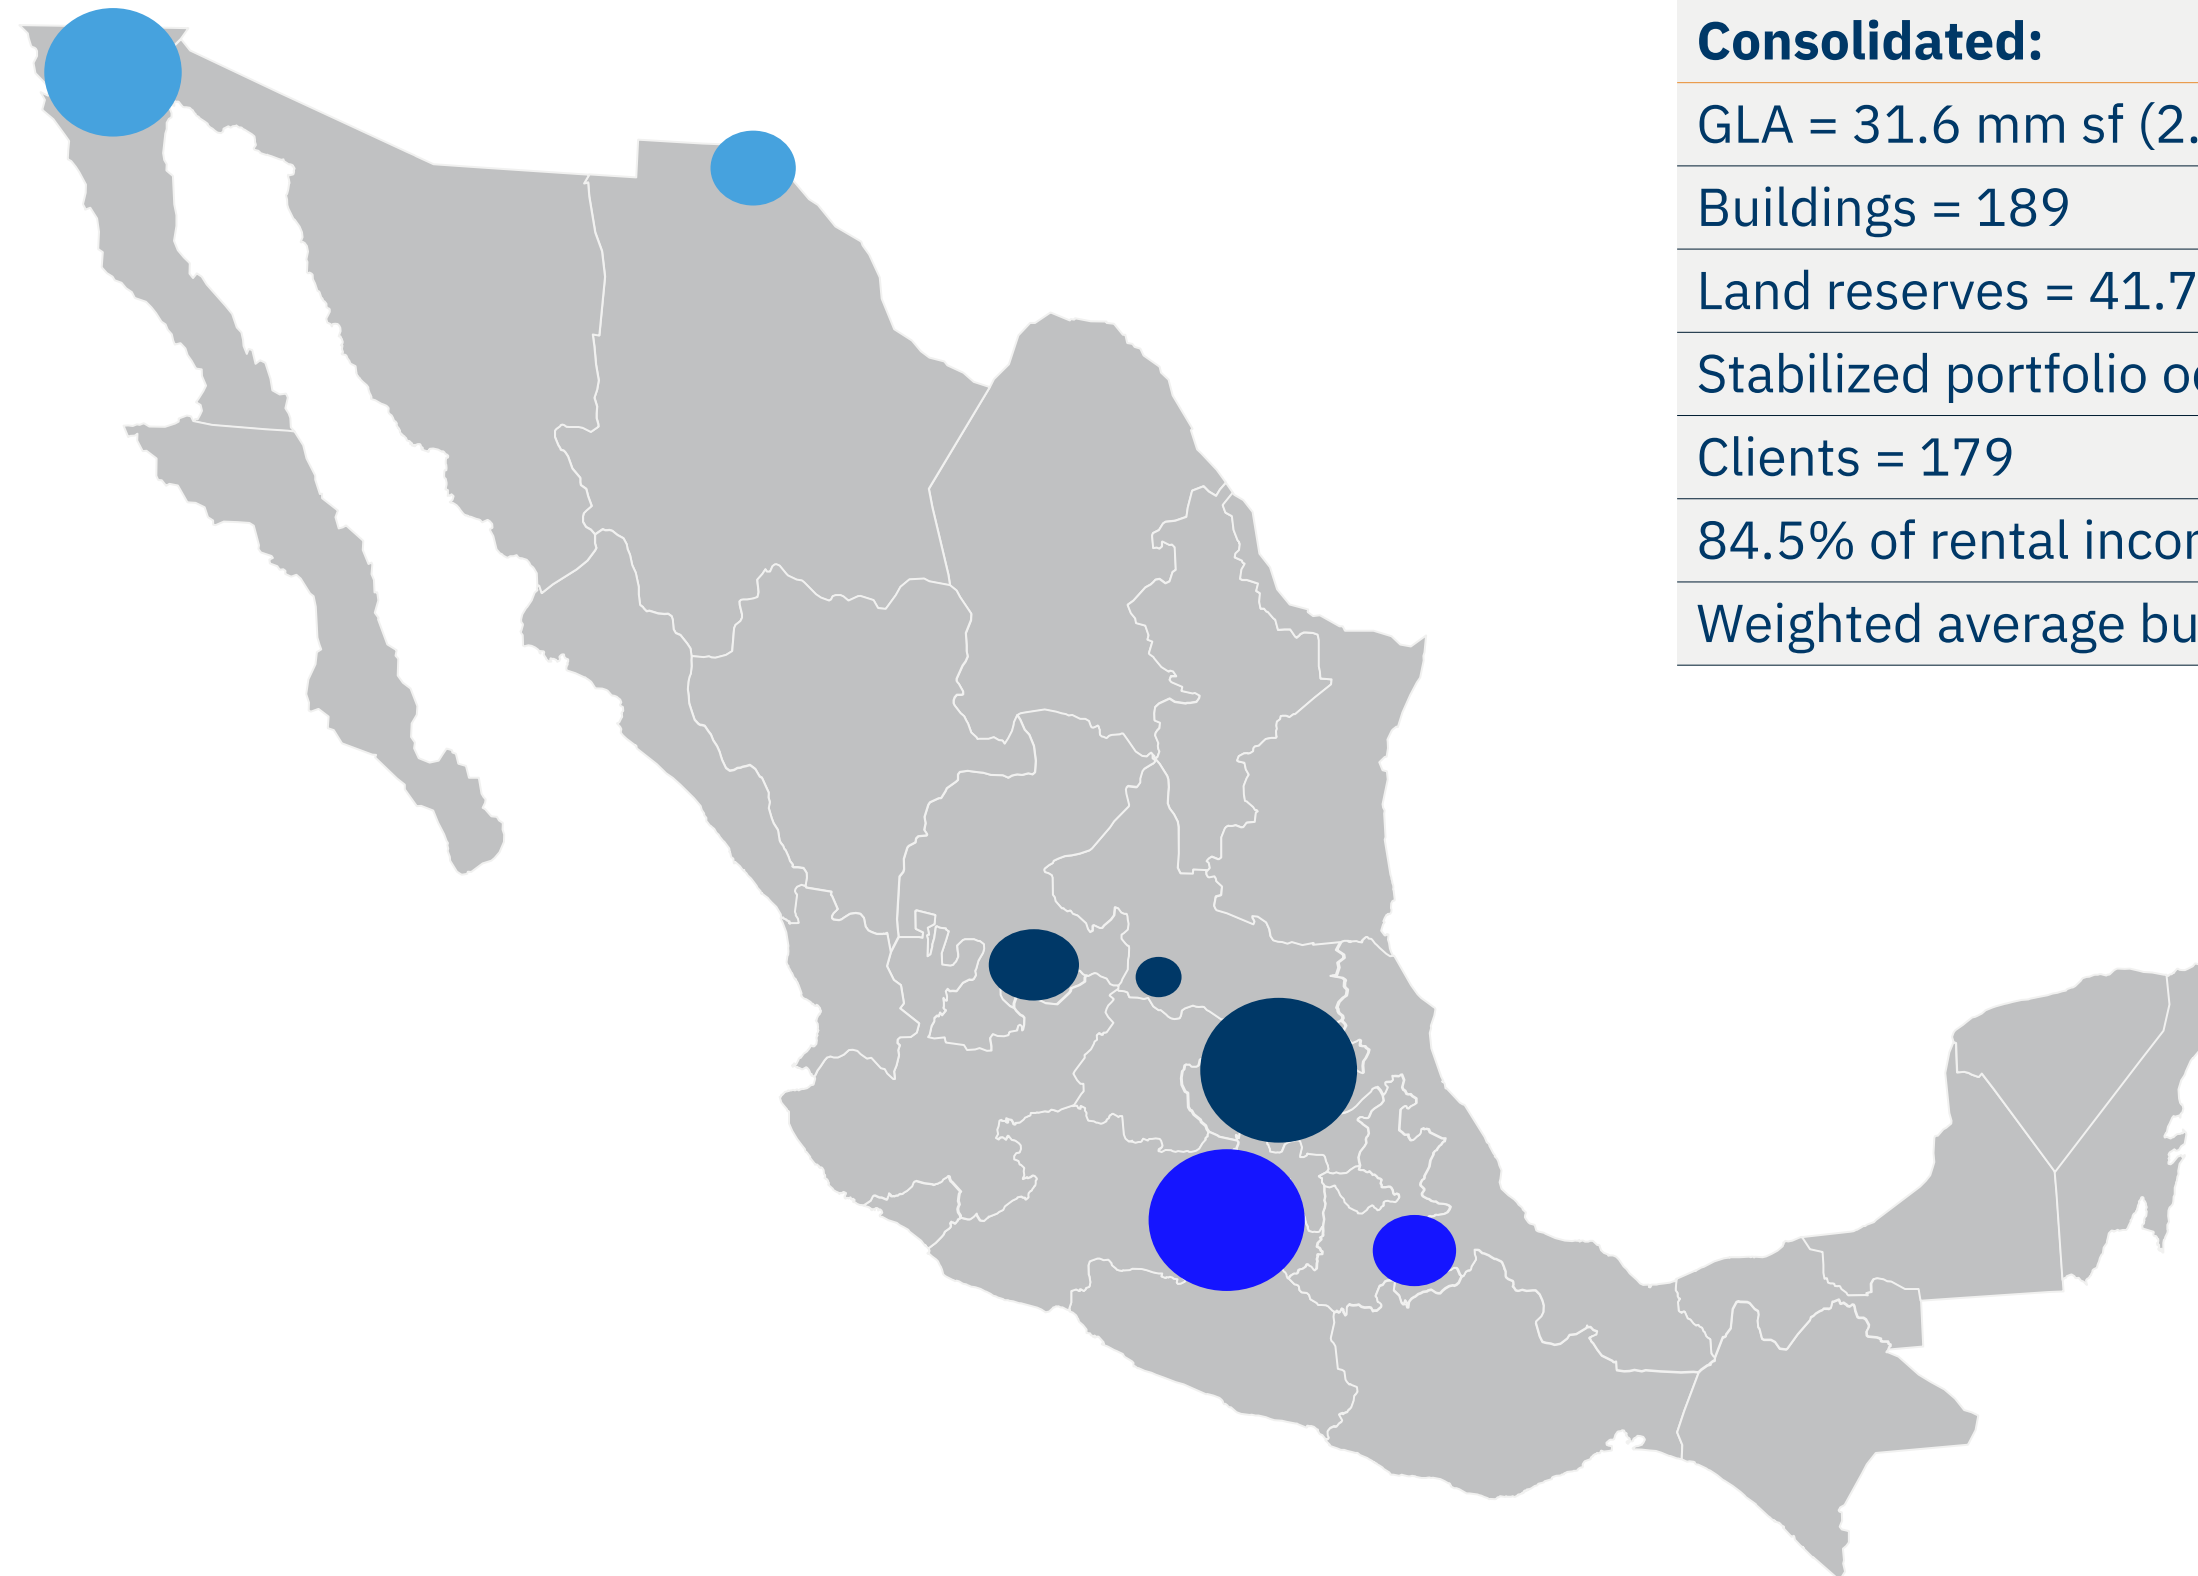 Consolidated:
GLA = 31.6 mm sf (2.
Buildings = 189
Land reserves = 41.7
Stabilized portfolio
Clients = 179
84.5% of rental
Weighted average